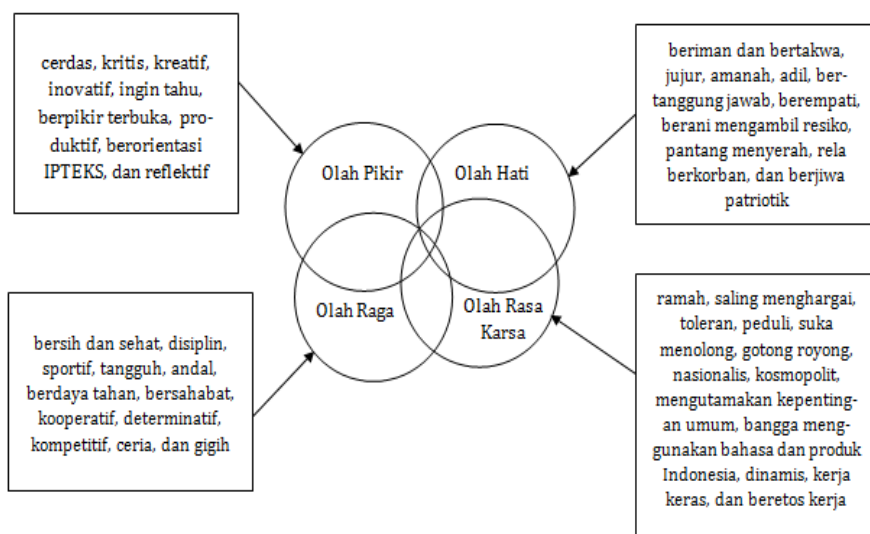 cerdas, kritis, kreatif,
inovatif, ingin tahu,
berpikir terbuka, pro-
duktif, berorientasi
IPTEKS, dan reflektif
beriman dan bertakwa,
jujur, amanah, adil, ber-
tanggung jawab, berempati,
berani mengambil resiko,
pantang menyerah, rela
berkorban, dan berjiwa
patriotik
Olah Pikir
Olah Hati
Olah Raga
Olah Rasa
Karsa
bersih dan sehat, disiplin,
sportif, tangguh, andal,
berdaya tahan, bersahabat,
kooperatif, determinatif,
kompetitif, ceria, dan gigih
ramah, saling menghargai,
toleran, peduli, suka
menolong, gotong royong,
nasionalis, kosmopolit,
mengutamakan kepenting-
an umum, bangga meng-
gunakan bahasa dan produk
Indonesia, dinamis, kerja
keras, dan beretos kerja